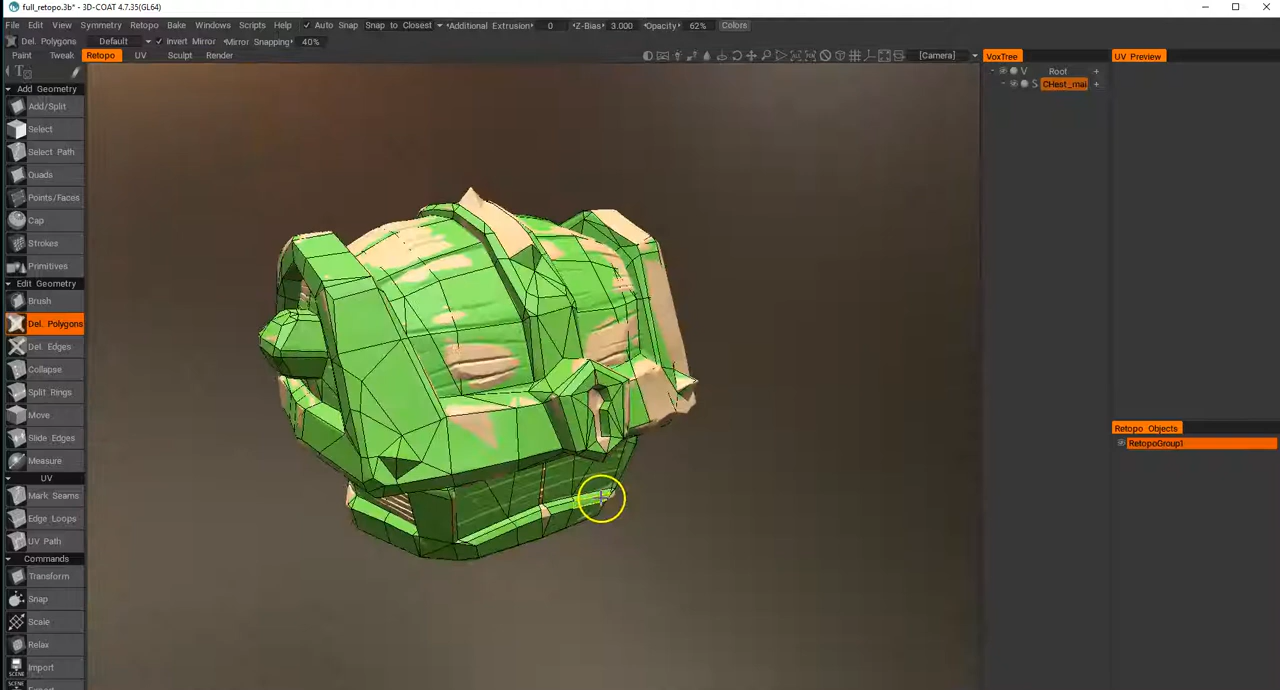 full_retopo.3b* - 3D-COAT 4.7.35(GL64)
File Edit View Symmetry Retopo Bake Windows Scripts Help Auto Snap Snap to Closest Additional Extrusion 0 Z-Bias 3.000 Opacity 62% Colors
Del. Polygons Default Invert Mirror Mirror Snapping 40%
Paint Tweak Retopo UV Sculpt Render [Camera] VoxTree UV Preview
V Root +
S CHest_mai +
Add Geometry
Add/Split
Select
Select Path
Quads
Points/Faces
Cap
Strokes
Primitives
Edit Geometry
Brush
Del. Polygons
Del. Edges
Collapse
Split Rings
Move
Slide Edges
Measure
UV
Mark Seams
Edge Loops
UV Path
Commands
Transform
Snap
Scale
Relax
SCENE Import
SCENE
Retopo Objects
RetopoGroup1